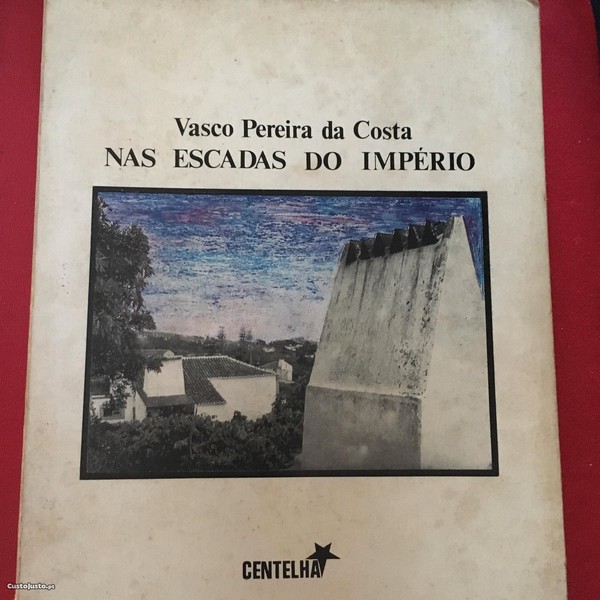 Vasco Pereira da Costa
NAS ESCADAS DO IMPÉRIO
CENTELHA
CustoJusto.pt